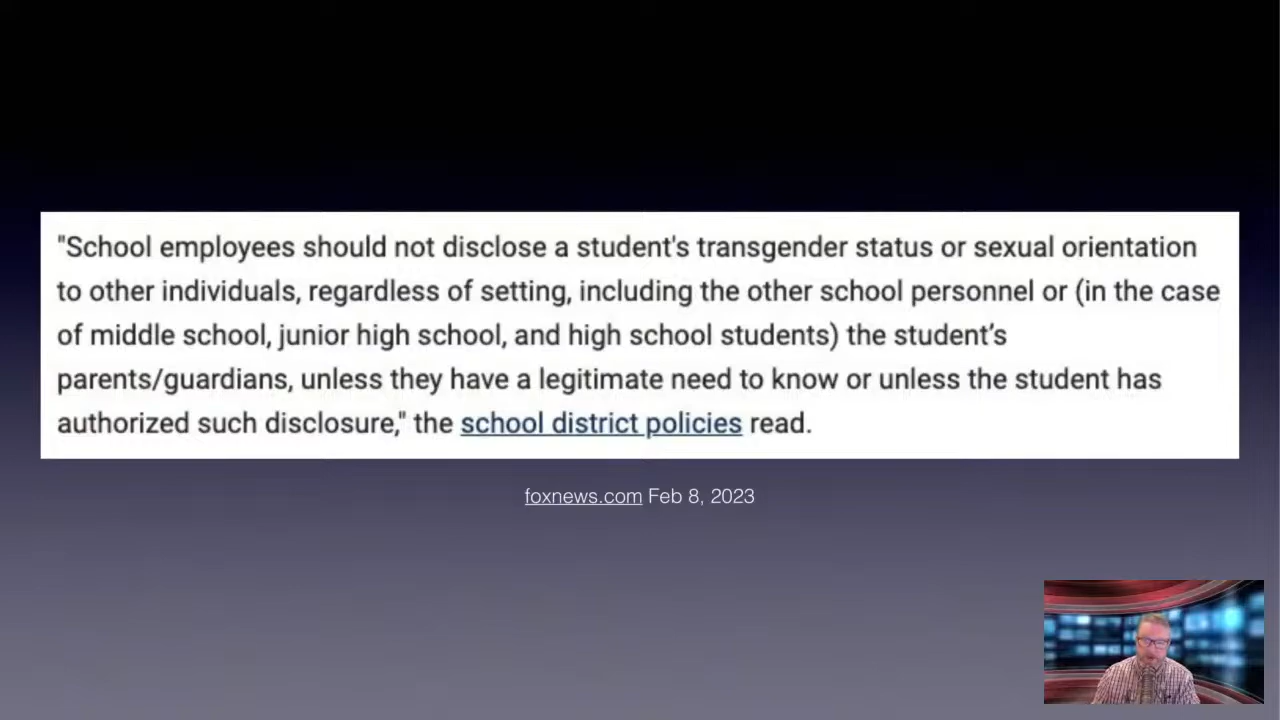 "School employees should not disclose a student's transgender status or sexual orientation
to other individuals, regardless of setting, including the other school personnel or (in the case
of middle school, junior high school, and high school students) the student’s
parents/guardians, unless they have a legitimate need to know or unless the student has
authorized such disclosure," the school district policies read.
foxnews.com Feb 8, 2023